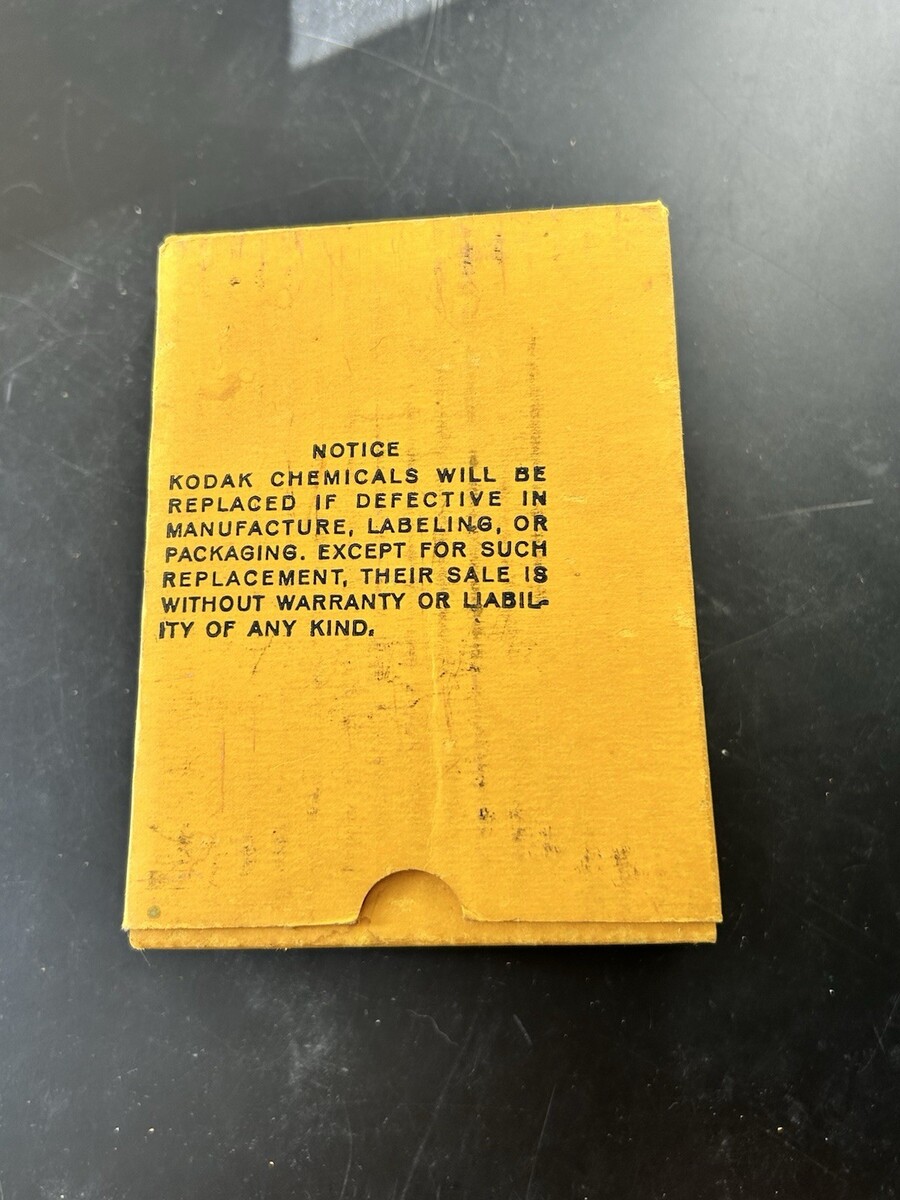 NOTICE
KODAK CHEMICALS WILL BE
REPLACED IF DEFECTIVE IN
MANUFACTURE, LABELING, OR
PACKAGING. EXCEPT FOR SUCH
REPLACEMENT, THEIR SALE IS
WITHOUT WARRANTY OR LIABIL-
ITY OF ANY KIND.